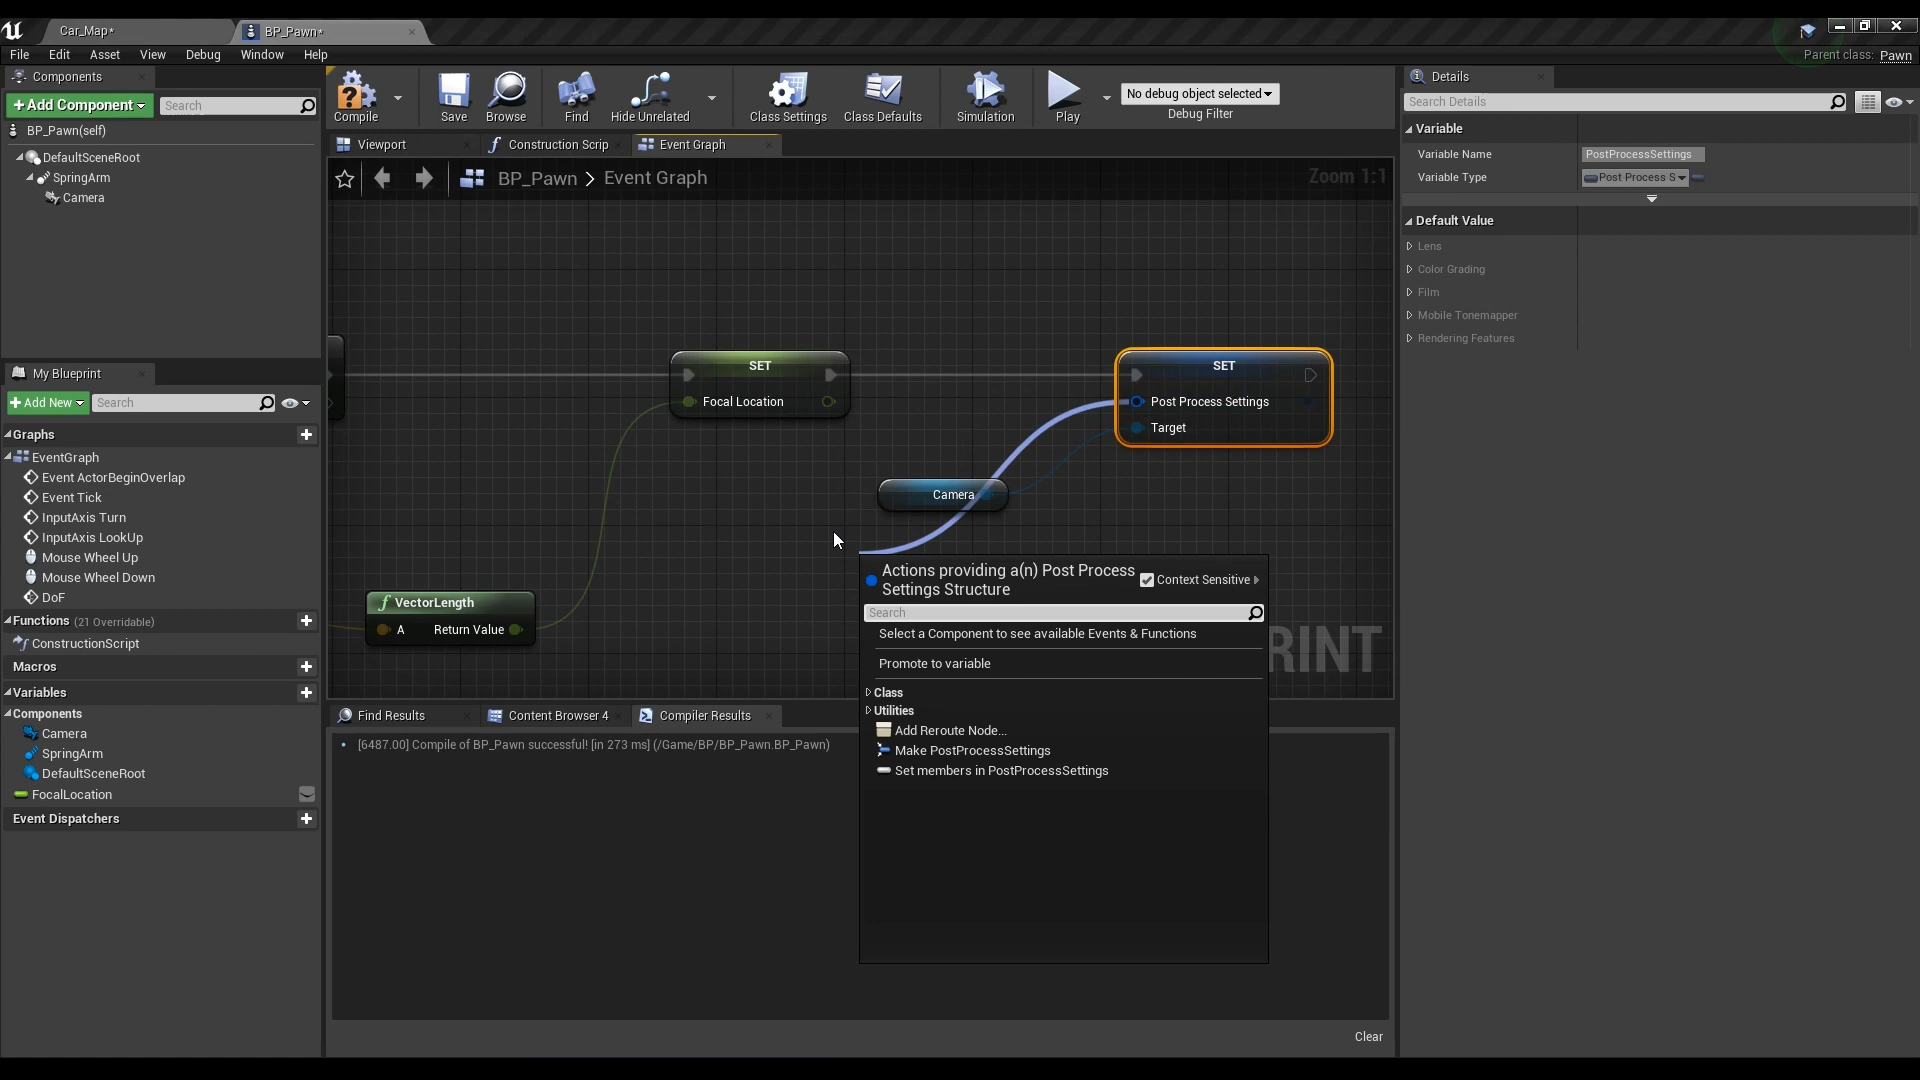 Car_Map*
BP_Pawn*
File Edit Asset View Debug Window Help
Parent class: Pawn
Components
+Add Component
Search
BP_Pawn(self)
DefaultSceneRoot
SpringArm
Camera
My Blueprint
+Add New
Search
Graphs
EventGraph
Event ActorBeginOverlap
Event Tick
InputAxis Turn
InputAxis LookUp
Mouse Wheel Up
Mouse Wheel Down
DoF
Functions (21 Overridable)
ConstructionScript
Macros
Variables
Components
Camera
SpringArm
DefaultSceneRoot
FocalLocation
Event Dispatchers
Compile Save Browse Find Hide Unrelated Class Settings Class Defaults Simulation Play
No debug object selected
Debug Filter
Viewport
Construction Scrip
Event Graph
BP_Pawn > Event Graph
Zoom 1:1
SET
Focal Location
SET
Post Process Settings
Target
Camera
VectorLength
A Return Value
RINT
Actions providing a(n) Post Process
Settings Structure
Context Sensitive
Search
Select a Component to see available Events & Functions
Promote to variable
Class
Utilities
Add Reroute Node...
Make PostProcessSettings
Set members in PostProcessSettings
Find Results
Content Browser 4
Compiler Results
[6487.00] Compile of BP_Pawn successful! [in 273 ms] (/Game/BP/BP_Pawn.BP_Pawn)
Clear
Details
Search Details
Variable
Variable Name PostProcessSettings
Variable Type Post Process S
Default Value
Lens
Color Grading
Film
Mobile Tonemapper
Rendering Features